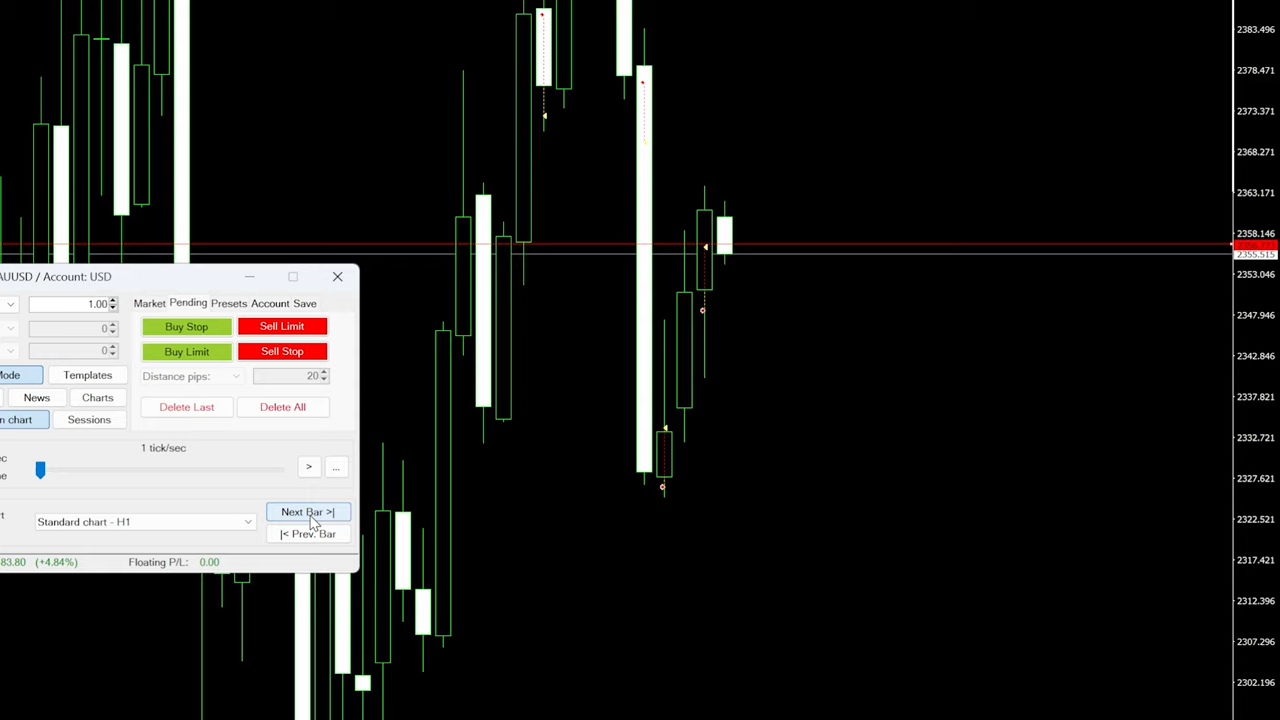 2383.496
2378.471
2373.371
2368.271
2363.171
2358.146
2355.515
2353.046
2347.946
2342.846
2337.821
2332.721
2327.621
2322.521
2317.421
2312.396
2307.296
2302.196
AUUSD / Account: USD
1.00
Market Pending Presets Account Save
0
Buy Stop Sell Limit
0
Buy Limit Sell Stop
Mode Templates
Distance pips: 20
News Charts
Delete Last Delete All
n chart Sessions
1 tick/sec
ec
> ...
me
rt
Standard chart - H1
Next Bar >|
|< Prev. Bar
83.80 (+4.84%) Floating P/L: 0.00